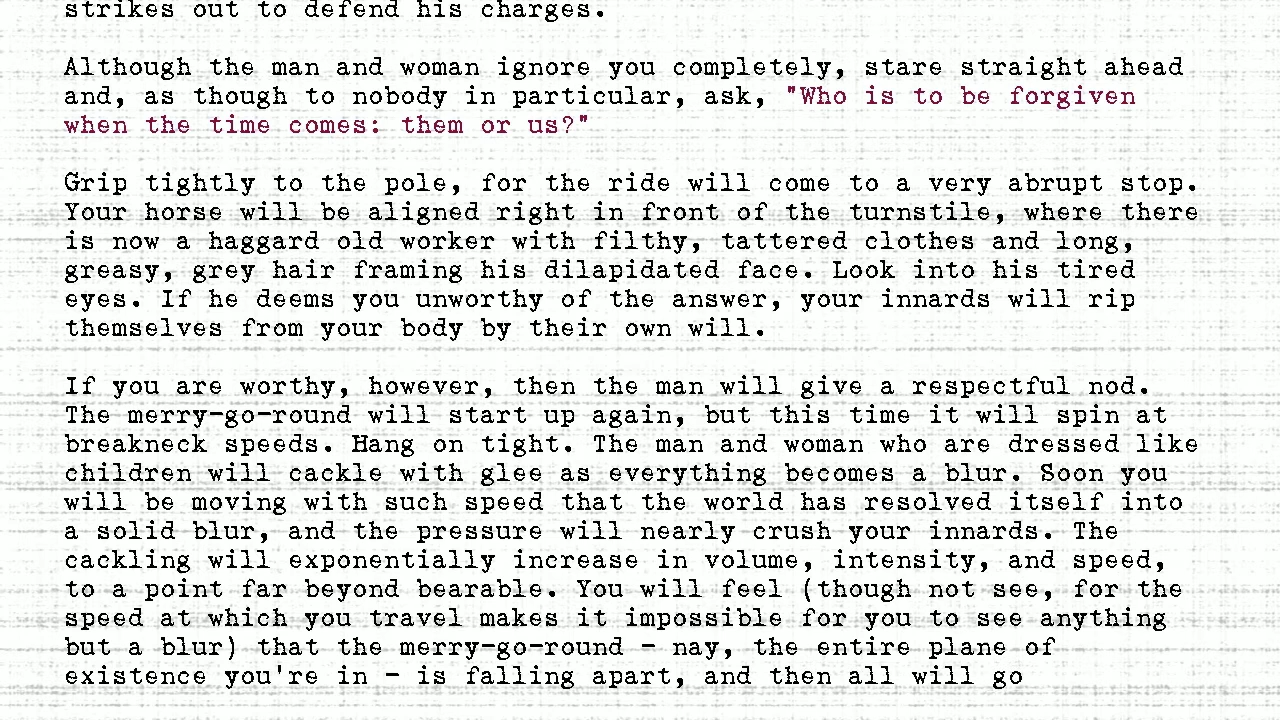 strikes out to defend his charges.
Although the man and woman ignore you completely, stare straight ahead
and, as though to nobody in particular, ask, "Who is to be forgiven
when the time comes: them or us?"
Grip tightly to the pole, for the ride will come to a very abrupt stop.
Your horse will be aligned right in front of the turnstile, where there
is now a haggard old worker with filthy, tattered clothes and long,
greasy, grey hair framing his dilapidated face. Look into his tired
eyes. If he deems you unworthy of the answer, your innards will rip
themselves from your body by their own will.
If you are worthy, however, then the man will give a respectful nod.
The merry-go-round will start up again, but this time it will spin at
breakneck speeds. Hang on tight. The man and woman who are dressed like
children will cackle with glee as everything becomes a blur. Soon you
will be moving with such speed that the world has resolved itself into
a solid blur, and the pressure will nearly crush your innards. The
cackling will exponentially increase in volume, intensity, and speed,
to a point far beyond bearable. You will feel (though not see, for the
speed at which you travel makes it impossible for you to see anything
but a blur) that the merry-go-round - nay, the entire plane of
existence you're in - is falling apart, and then all will go